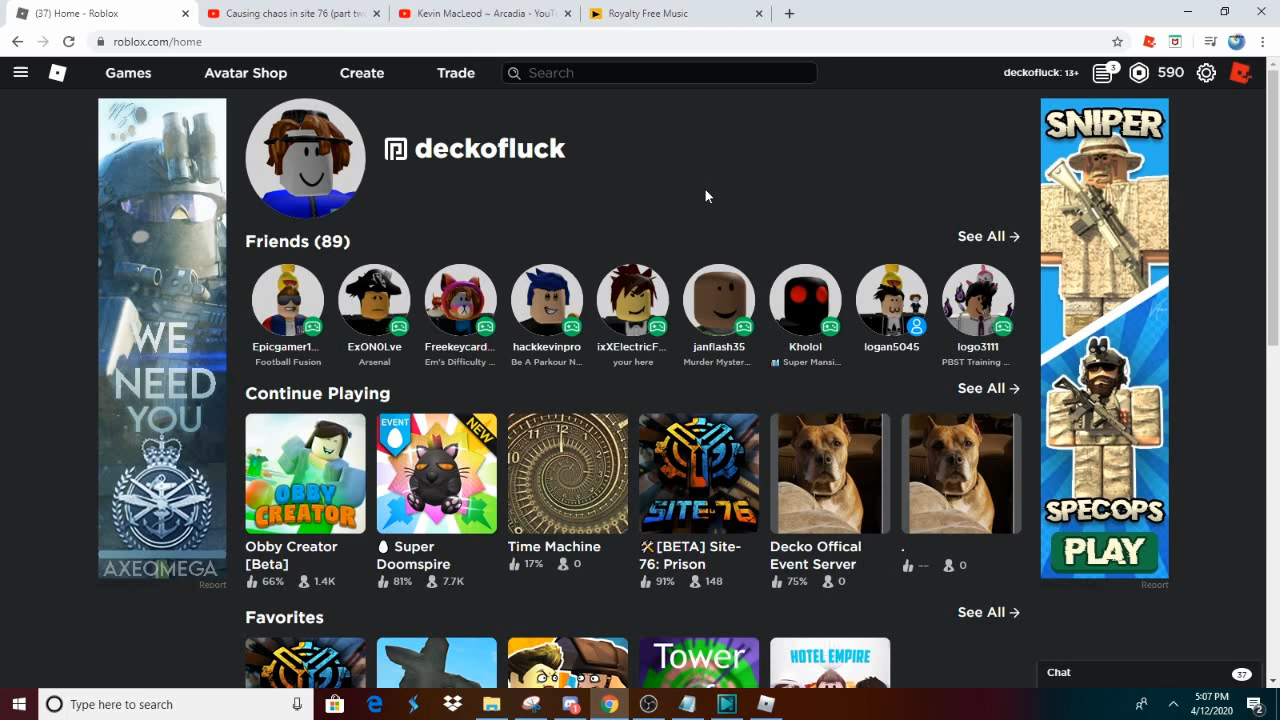 (37) Home - Roblox
Causing chaos in site 76 (part two
Kevin MacLeod ~ Arcadia - YouTu
Royalty Free Music
roblox.com/home
Games
Avatar Shop
Create
Trade
Search
deckofluck: 13+
3
590
deckofluck
Friends (89)
See All →
Epicgamer1...
ExONOLve
Freekeycard...
hackkevinpro
ixXElectricF...
janflash35
Kholol
logan5045
logo3111
Football Fusion
Arsenal
Em's Difficulty ...
Be A Parkour N...
your here
Murder Myster...
Super Mansi...
PBST Training ...
Continue Playing
See All →
EVENT
NEW
OBBY
CREATOR
SITE-76
Obby Creator
[Beta]
66% 1.4K
Super
Doomspire
81% 7.7K
Time Machine
17% 0
[BETA] Site-
76: Prison
91% 148
Decko Offical
Event Server
75% 0
.
-- 0
Favorites
See All →
Tower
HOTEL EMPIRE
WE
NEED
YOU
AXEOMEGA
Report
SNIPER
SPECOPS
PLAY
Report
Chat
37
Type here to search
5:07 PM
4/12/2020
2